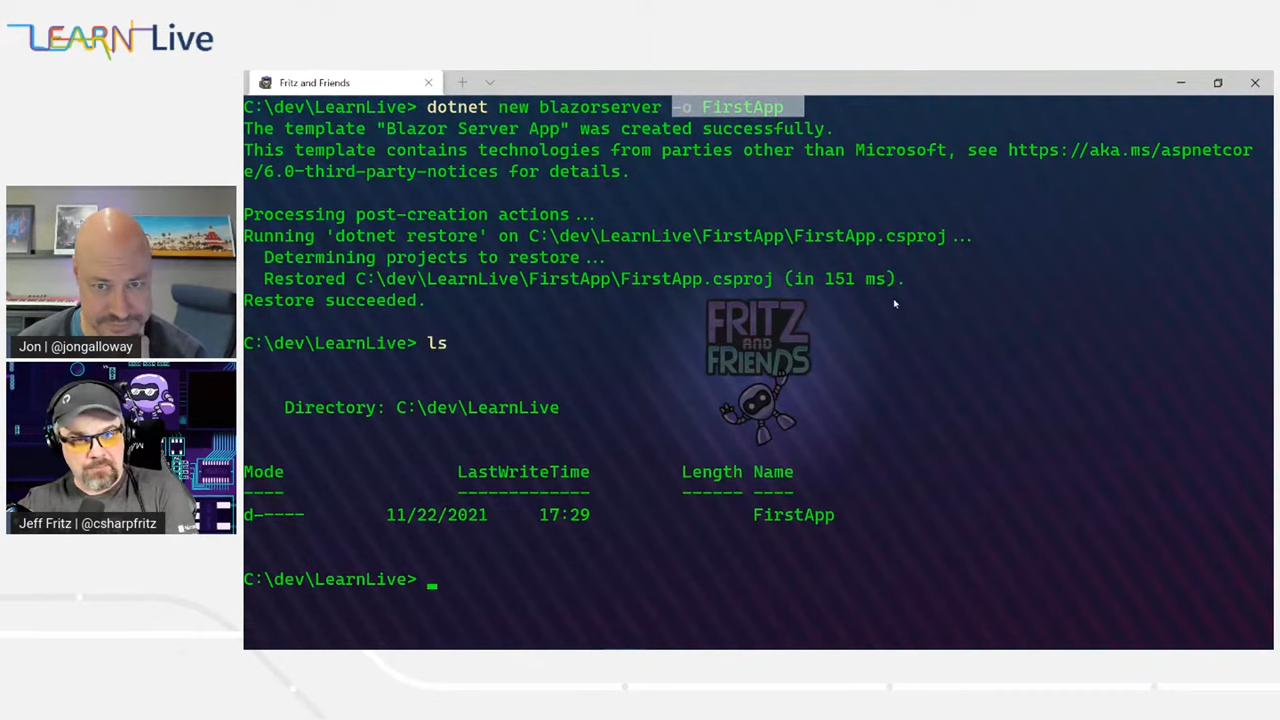 LEARN Live
Fritz and Friends
C:\dev\LearnLive> dotnet new blazorserver -o FirstApp
The template "Blazor Server App" was created successfully.
This template contains technologies from parties other than Microsoft, see https://aka.ms/aspnetcor
e/6.0-third-party-notices for details.
Processing post-creation actions...
Running 'dotnet restore' on C:\dev\LearnLive\FirstApp\FirstApp.csproj...
Determining projects to restore...
Restored C:\dev\LearnLive\FirstApp\FirstApp.csproj (in 151 ms).
Restore succeeded.
C:\dev\LearnLive> ls
Directory: C:\dev\LearnLive
Mode LastWriteTime Length Name
---- ------------- ------ ----
d----- 11/22/2021 17:29 FirstApp
C:\dev\LearnLive>
FRITZ
AND
FRIENDS
Jon | @jongalloway
Jeff Fritz | @csharpfritz